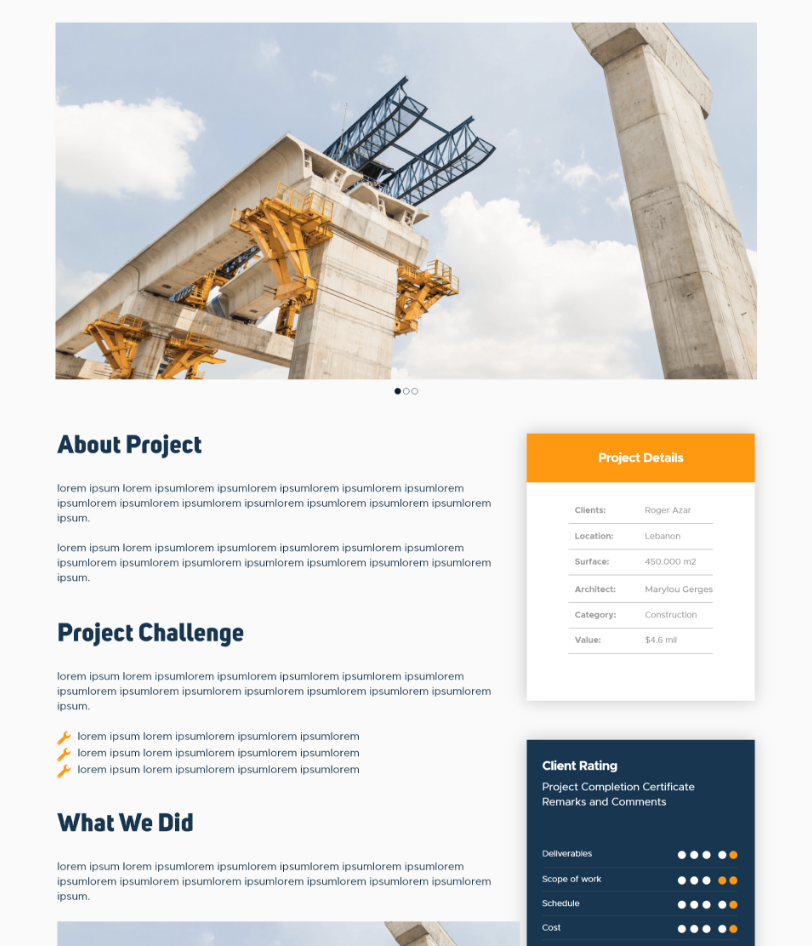 About Project
lorem ipsum lorem ipsumlorem ipsumlorem ipsumlorem ipsumlorem ipsumlorem
ipsumlorem ipsumlorem ipsumlorem ipsumlorem ipsumlorem ipsumlorem ipsumlorem
ipsum.
lorem ipsum lorem ipsumlorem ipsumlorem ipsumlorem ipsumlorem ipsumlorem
ipsumlorem ipsumlorem ipsumlorem ipsumlorem ipsumlorem ipsumlorem ipsumlorem
ipsum.
Project Challenge
lorem ipsum lorem ipsumlorem ipsumlorem ipsumlorem ipsumlorem ipsumlorem
ipsumlorem ipsumlorem ipsumlorem ipsumlorem ipsumlorem ipsumlorem ipsumlorem
ipsum.
lorem ipsum lorem ipsumlorem ipsumlorem ipsumlorem
lorem ipsum lorem ipsumlorem ipsumlorem ipsumlorem
lorem ipsum lorem ipsumlorem ipsumlorem ipsumlorem
What We Did
lorem ipsum lorem ipsumlorem ipsumlorem ipsumlorem ipsumlorem ipsumlorem
ipsumlorem ipsumlorem ipsumlorem ipsumlorem ipsumlorem ipsumlorem ipsumlorem
ipsum.
Project Details
Clients: Roger Azar
Location: Lebanon
Surface: 450.000 m2
Architect: Marylou Gerges
Category: Construction
Value: $4.6 mil
Client Rating
Project Completion Certificate
Remarks and Comments
Deliverables
Scope of work
Schedule
Cost